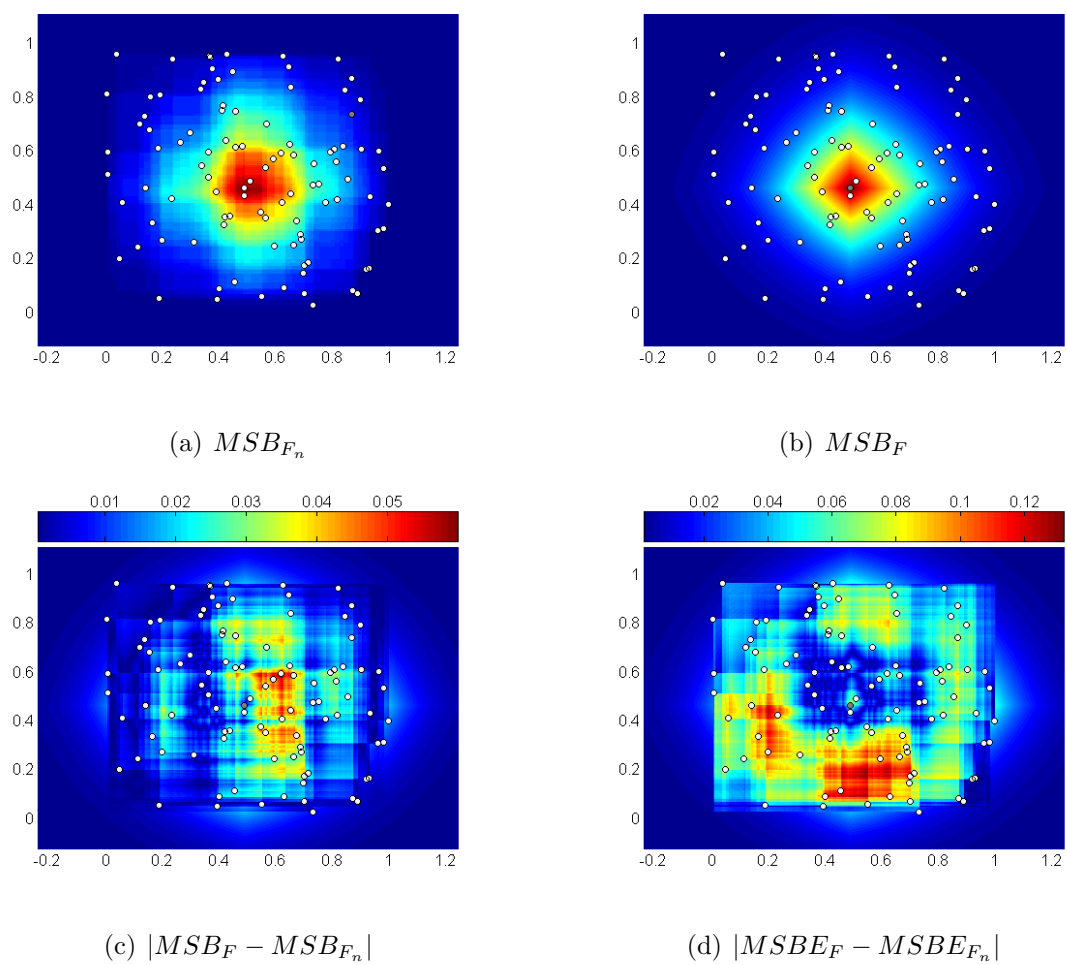 1
0.8
0.6
0.4
0.2
0
-0.2 0 0.2 0.4 0.6 0.8 1 1.2
(a) MSB_{F_n}
1
0.8
0.6
0.4
0.2
0
-0.2 0 0.2 0.4 0.6 0.8 1 1.2
(b) MSB_F
0.01 0.02 0.03 0.04 0.05
1
0.8
0.6
0.4
0.2
0
-0.2 0 0.2 0.4 0.6 0.8 1 1.2
(c) |MSB_F − MSB_{F_n}|
0.02 0.04 0.06 0.08 0.1 0.12
1
0.8
0.6
0.4
0.2
0
-0.2 0 0.2 0.4 0.6 0.8 1 1.2
(d) |MSBE_F − MSBE_{F_n}|